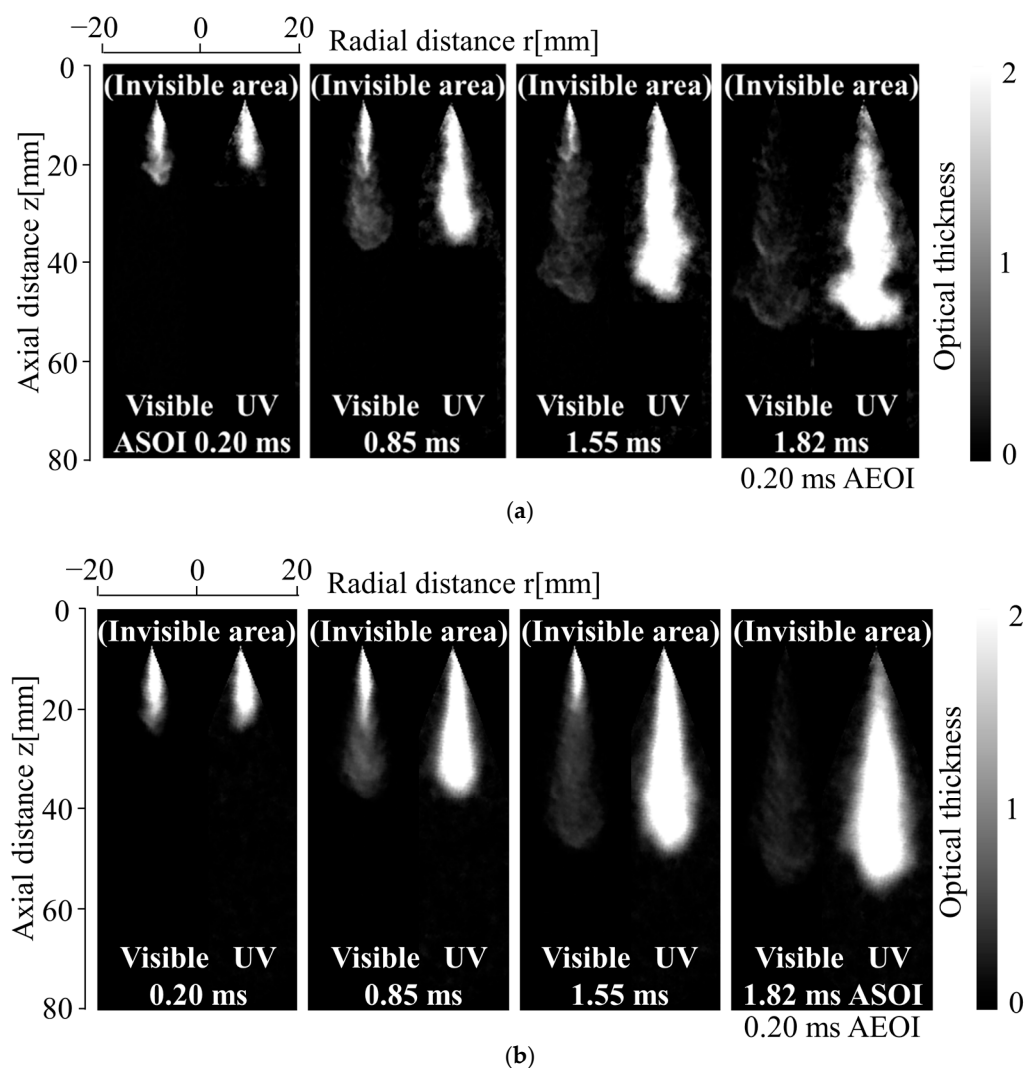 −20 0 20 Radial distance r[mm]
0 20 40 60 80
Axial distance z[mm]
(Invisible area) (Invisible area) (Invisible area) (Invisible area)
Visible UV Visible UV Visible UV Visible UV
ASOI 0.20 ms 0.85 ms 1.55 ms 1.82 ms
0.20 ms AEOI
2 1 0
Optical thickness
(a)
−20 0 20 Radial distance r[mm]
0 20 40 60 80
Axial distance z[mm]
(Invisible area) (Invisible area) (Invisible area) (Invisible area)
Visible UV Visible UV Visible UV Visible UV
0.20 ms 0.85 ms 1.55 ms 1.82 ms ASOI
0.20 ms AEOI
2 1 0
Optical thickness
(b)